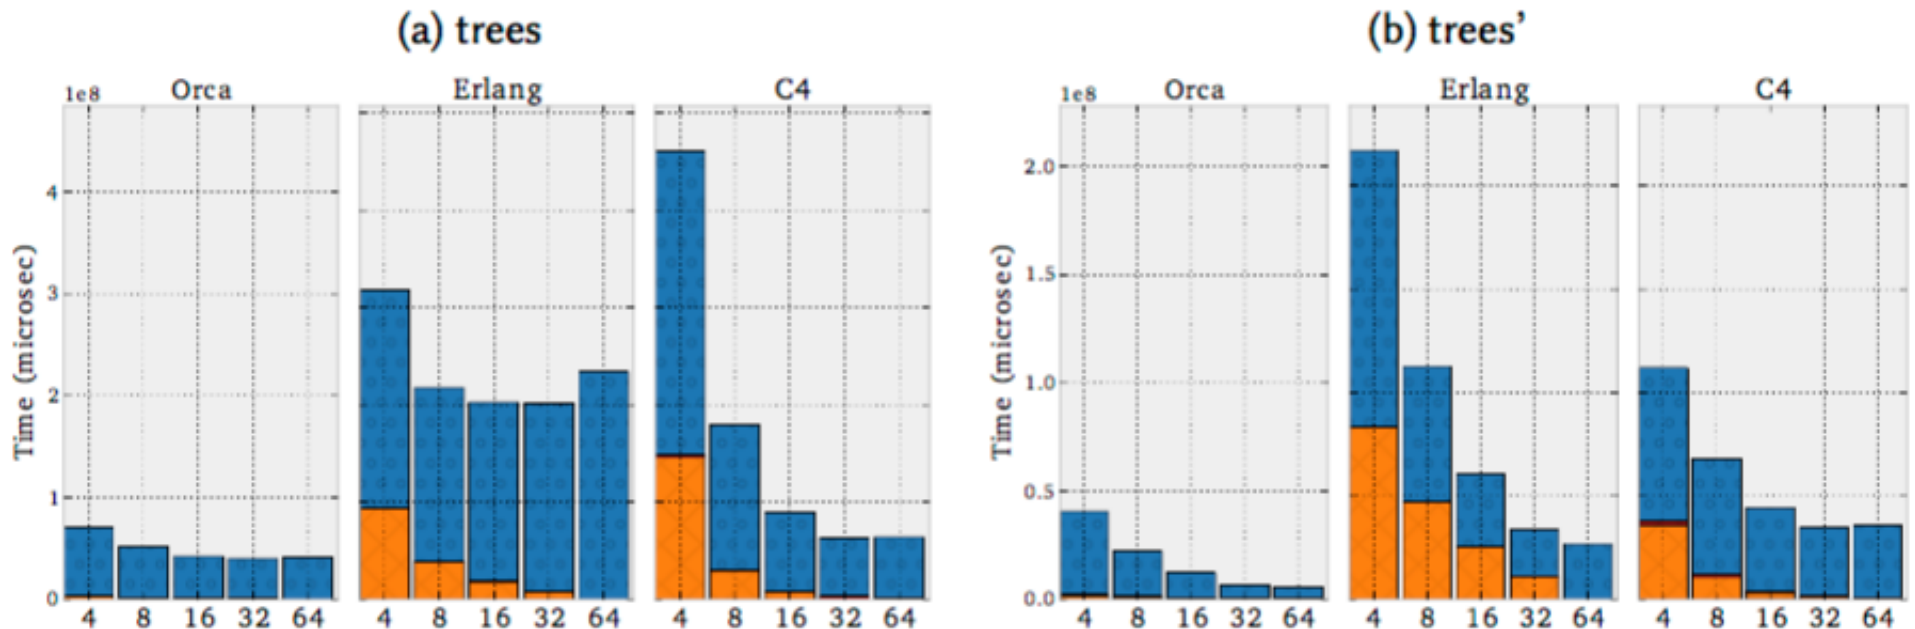 (a) trees
1e8 Orca Erlang C4
4
3
2
1
0
Time (microsec)
4 8 16 32 64 4 8 16 32 64 4 8 16 32 64
(b) trees’
1e8 Orca Erlang C4
2.0
1.5
1.0
0.5
0.0
Time (microsec)
4 8 16 32 64 4 8 16 32 64 4 8 16 32 64